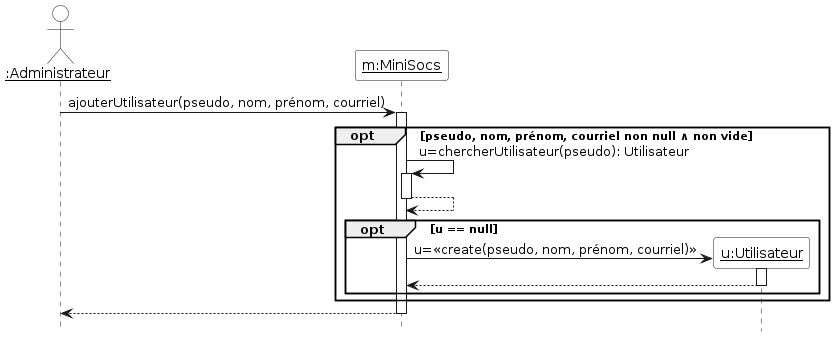 :Administrateur
m:MiniSocs
ajouterUtilisateur(pseudo, nom, prénom, courriel)
opt [pseudo, nom, prénom, courriel non null ∧ non vide]
u=chercherUtilisateur(pseudo): Utilisateur
opt [u == null]
u=«create(pseudo, nom, prénom, courriel)»
u:Utilisateur